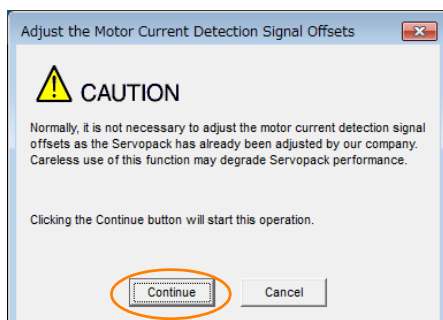 Adjust the Motor Current Detection Signal Offsets
CAUTION
Normally, it is not necessary to adjust the motor current detection signal
offsets as the Servopack has already been adjusted by our company.
Careless use of this function may degrade Servopack performance.
Clicking the Continue button will start this operation.
Continue Cancel